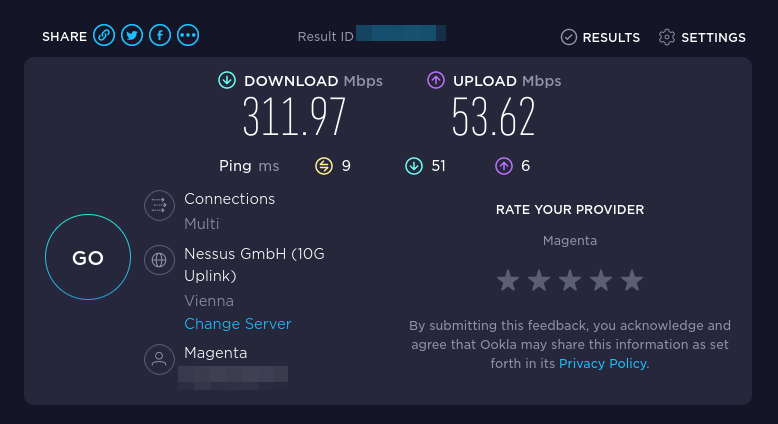 SHARE
Result ID
RESULTS
SETTINGS
DOWNLOAD Mbps
311.97
UPLOAD Mbps
53.62
Ping ms
9
51
6
GO
Connections
Multi
Nessus GmbH (10G
Uplink)
Vienna
Change Server
Magenta
RATE YOUR PROVIDER
Magenta
By submitting this feedback, you acknowledge and
agree that Ookla may share this information as set
forth in its Privacy Policy.